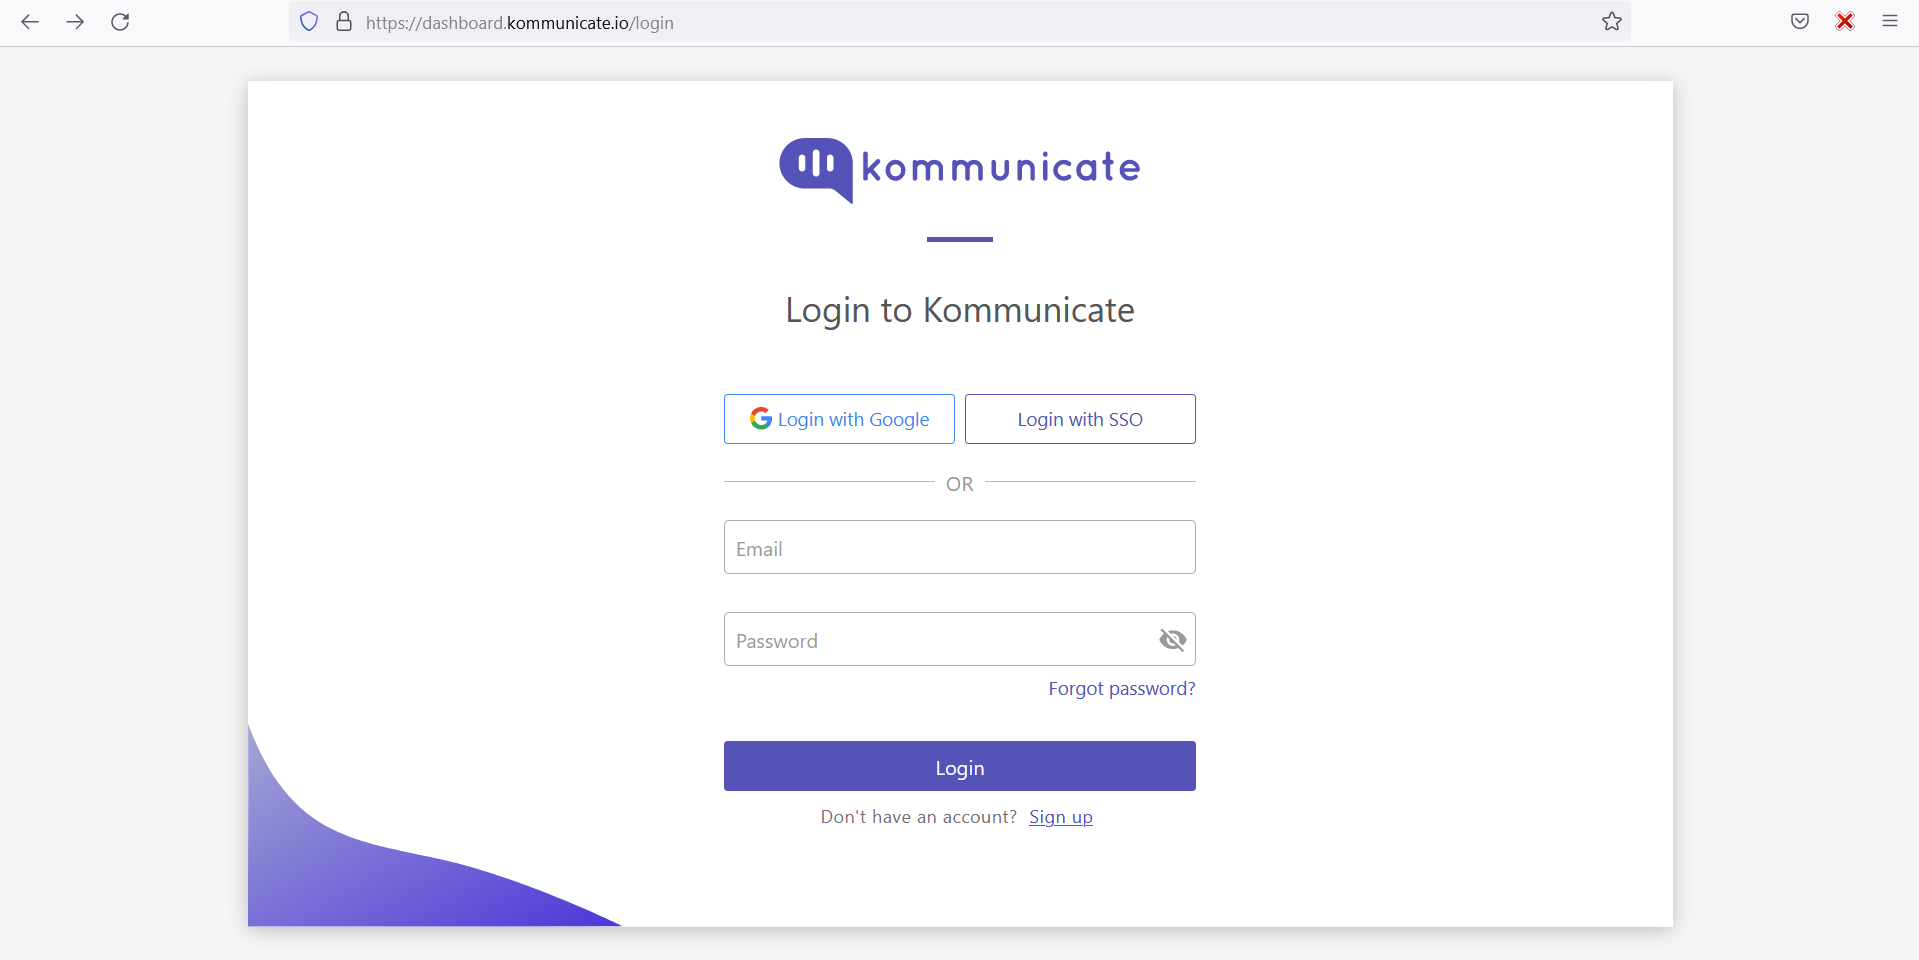 https://dashboard.kommunicate.io/login
kommunicate
Login to Kommunicate
Login with Google
Login with SSO
OR
Email
Password
Forgot password?
Login
Don't have an account? Sign up